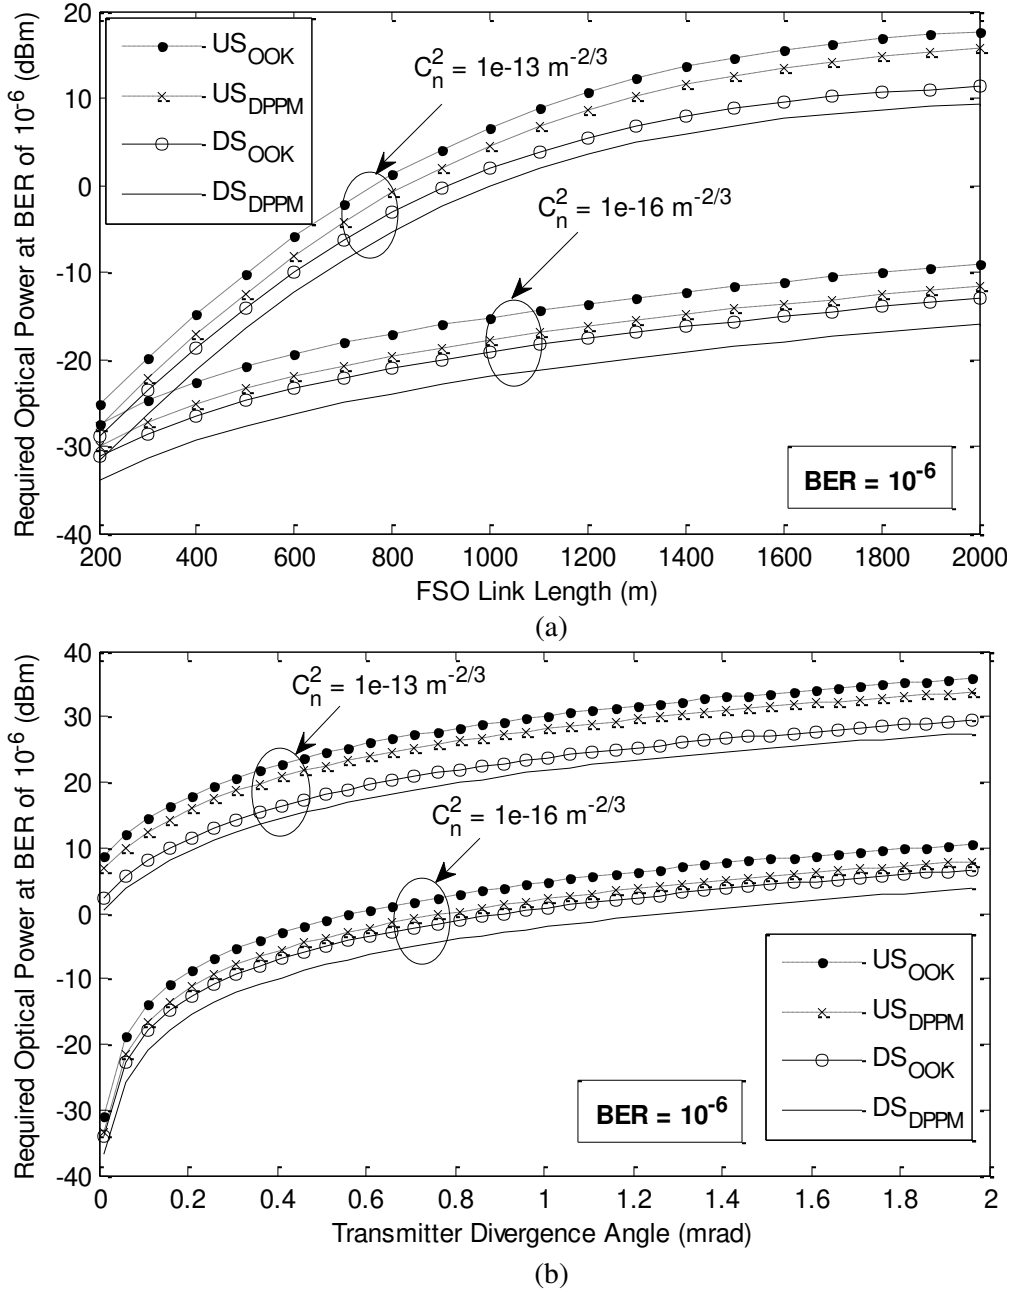 20
10
0
-10
-20
-30
-40
Required Optical Power at BER of 10^-6 (dBm)
US_OOK
US_DPPM
DS_OOK
DS_DPPM
C_n^2 = 1e-13 m^-2/3
C_n^2 = 1e-16 m^-2/3
BER = 10^-6
200 400 600 800 1000 1200 1400 1600 1800 2000
FSO Link Length (m)
(a)
40
30
20
10
0
-10
-20
-30
-40
Required Optical Power at BER of 10^-6 (dBm)
C_n^2 = 1e-13 m^-2/3
C_n^2 = 1e-16 m^-2/3
US_OOK
US_DPPM
DS_OOK
DS_DPPM
BER = 10^-6
0 0.2 0.4 0.6 0.8 1 1.2 1.4 1.6 1.8 2
Transmitter Divergence Angle (mrad)
(b)